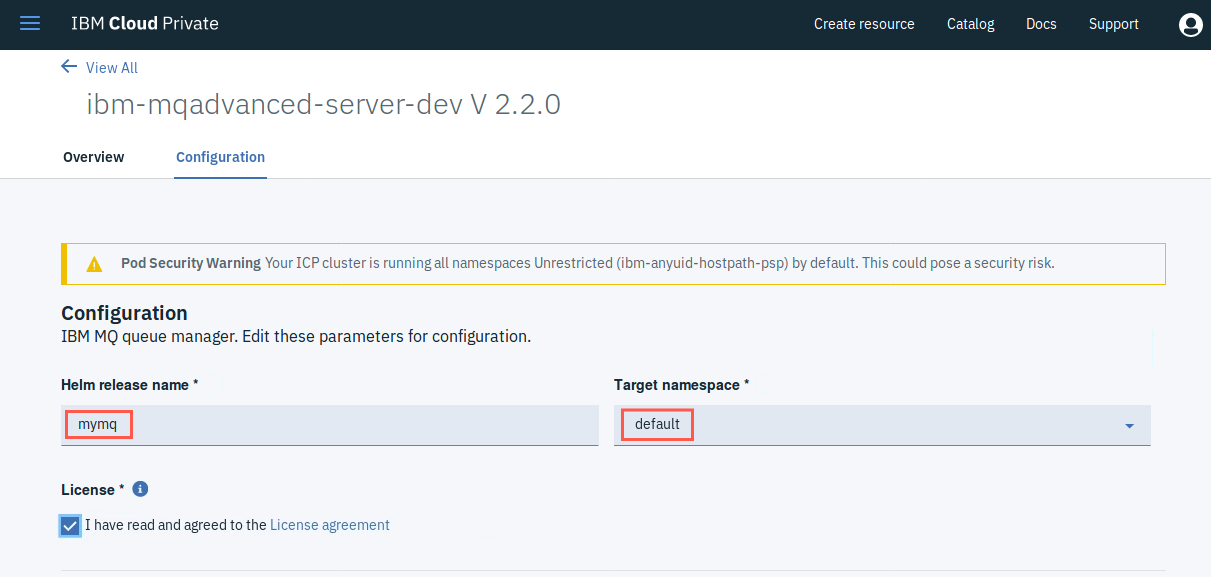 IBM Cloud Private Create resource Catalog Docs Support
View All
ibm-mqadvanced-server-dev V 2.2.0
Overview Configuration
Pod Security Warning Your ICP cluster is running all namespaces Unrestricted (ibm-anyuid-hostpath-psp) by default. This could pose a security risk.
Configuration
IBM MQ queue manager. Edit these parameters for configuration.
Helm release name * Target namespace *
mymq default
License *
I have read and agreed to the License agreement